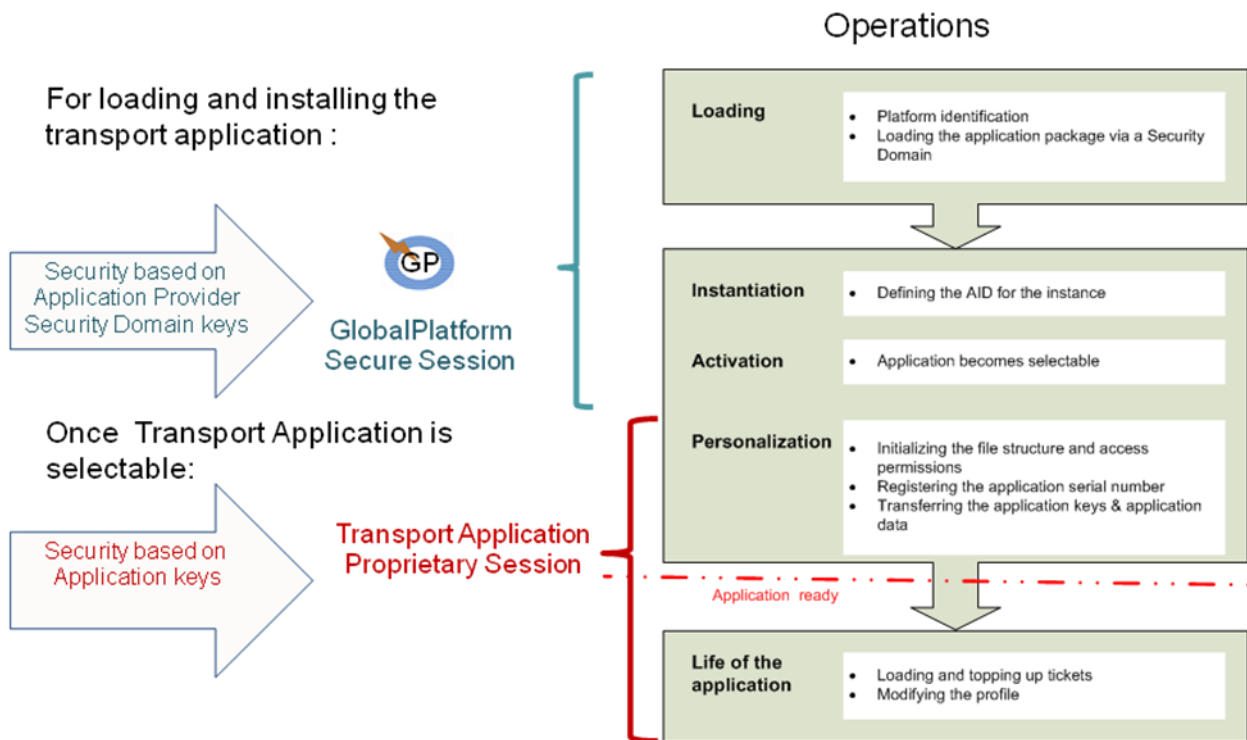 Operations
For loading and installing the
transport application :
Security based on
Application Provider
Security Domain keys
GP
GlobalPlatform
Secure Session
Once Transport Application is
selectable:
Security based on
Application keys
Transport Application
Proprietary Session
Loading
• Platform identification
• Loading the application package via a Security
Domain
Instantiation
• Defining the AID for the instance
Activation
• Application becomes selectable
Personalization
• Initializing the file structure and access
permissions
• Registering the application serial number
• Transferring the application keys & application
data
Application ready
Life of the
application
• Loading and topping up tickets
• Modifying the profile